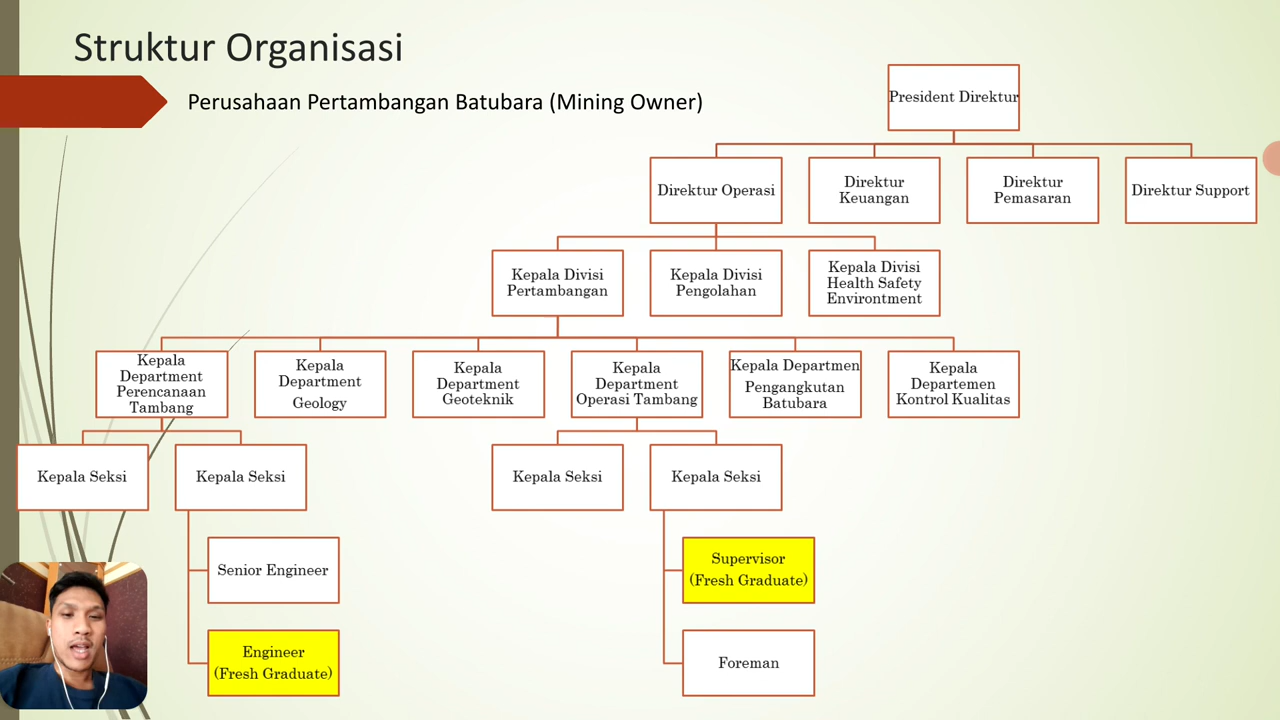 Struktur Organisasi
Perusahaan Pertambangan Batubara (Mining Owner)
President Direktur
Direktur Operasi
Direktur
Keuangan
Direktur
Pemasaran
Direktur Support
Kepala Divisi
Pertambangan
Kepala Divisi
Pengolahan
Kepala Divisi
Health Safety
Environtment
Kepala
Department
Perencanaan
Tambang
Kepala
Department
Geology
Kepala
Department
Geoteknik
Kepala
Department
Operasi Tambang
Kepala Departmen
Pengangkutan
Batubara
Kepala
Departemen
Kontrol Kualitas
Kepala Seksi
Kepala Seksi
Kepala Seksi
Kepala Seksi
Senior Engineer
Supervisor
(Fresh Graduate)
Engineer
(Fresh Graduate)
Foreman